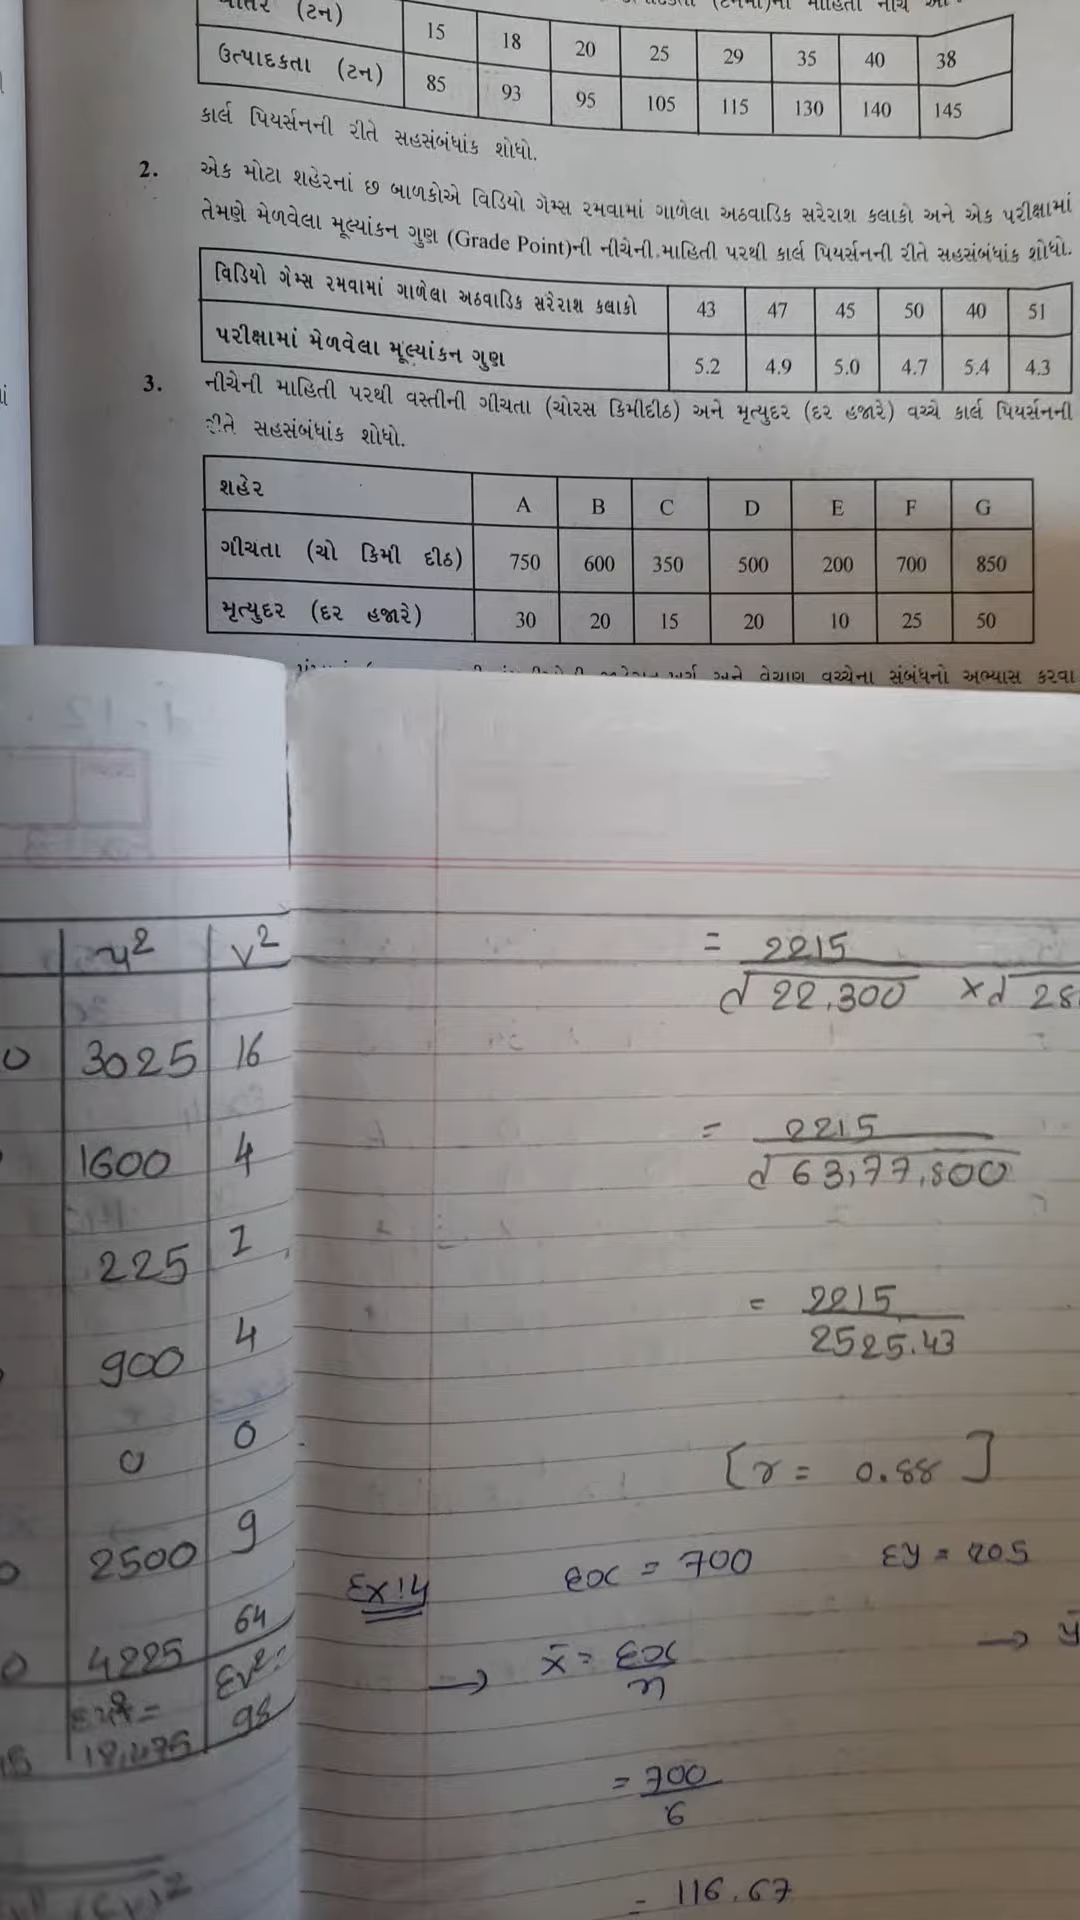 (ટન) 15 18 20 25 29 35 40 38
ઉત્પાદકતા (ટન) 85 93 95 105 115 130 140 145
કાર્લ પિયર્સનની રીતે સહસંબંધાંક શોધો.
2. એક મોટા શહેરનાં છ બાળકોએ વિડિયો ગેમ્સ રમવામાં ગાળેલા અઠવાડિક સરેરાશ કલાકો અને એક પરીક્ષામાં
તેમણે મેળવેલા મૂલ્યાંકન ગુણ (Grade Point)ની નીચેની માહિતી પરથી કાર્લ પિયર્સનની રીતે સહસંબંધાંક શોધો.
વિડિયો ગેમ્સ રમવામાં ગાળેલા અઠવાડિક સરેરાશ કલાકો 43 47 45 50 40 51
પરીક્ષામાં મેળવેલા મૂલ્યાંકન ગુણ 5.2 4.9 5.0 4.7 5.4 4.3
3. નીચેની માહિતી પરથી વસ્તીની ગીચતા (ચોરસ કિમીદીઠ) અને મૃત્યુદર (દર હજારે) વચ્ચે કાર્લ પિયર્સનની
રીતે સહસંબંધાંક શોધો.
શહેર A B C D E F G
ગીચતા (ચો કિમી દીઠ) 750 600 350 500 200 700 850
મૃત્યુદર (દર હજારે) 30 20 15 20 10 25 50
અને વેચાણ વચ્ચેના સંબંધનો અભ્યાસ કરવા
u² v²
3025 16
1600 4
225 1
900 4
0 0
2500 9
4225 64
Σv²=
98
= 2215
√22,300 × √28
= 2215
√63,77,800
= 2215
2525.43
[r = 0.88]
Ex:4 Σx = 700 Σy = 205
→ x̄ = Σx
n
→ ȳ
= 700
6
= 116.67